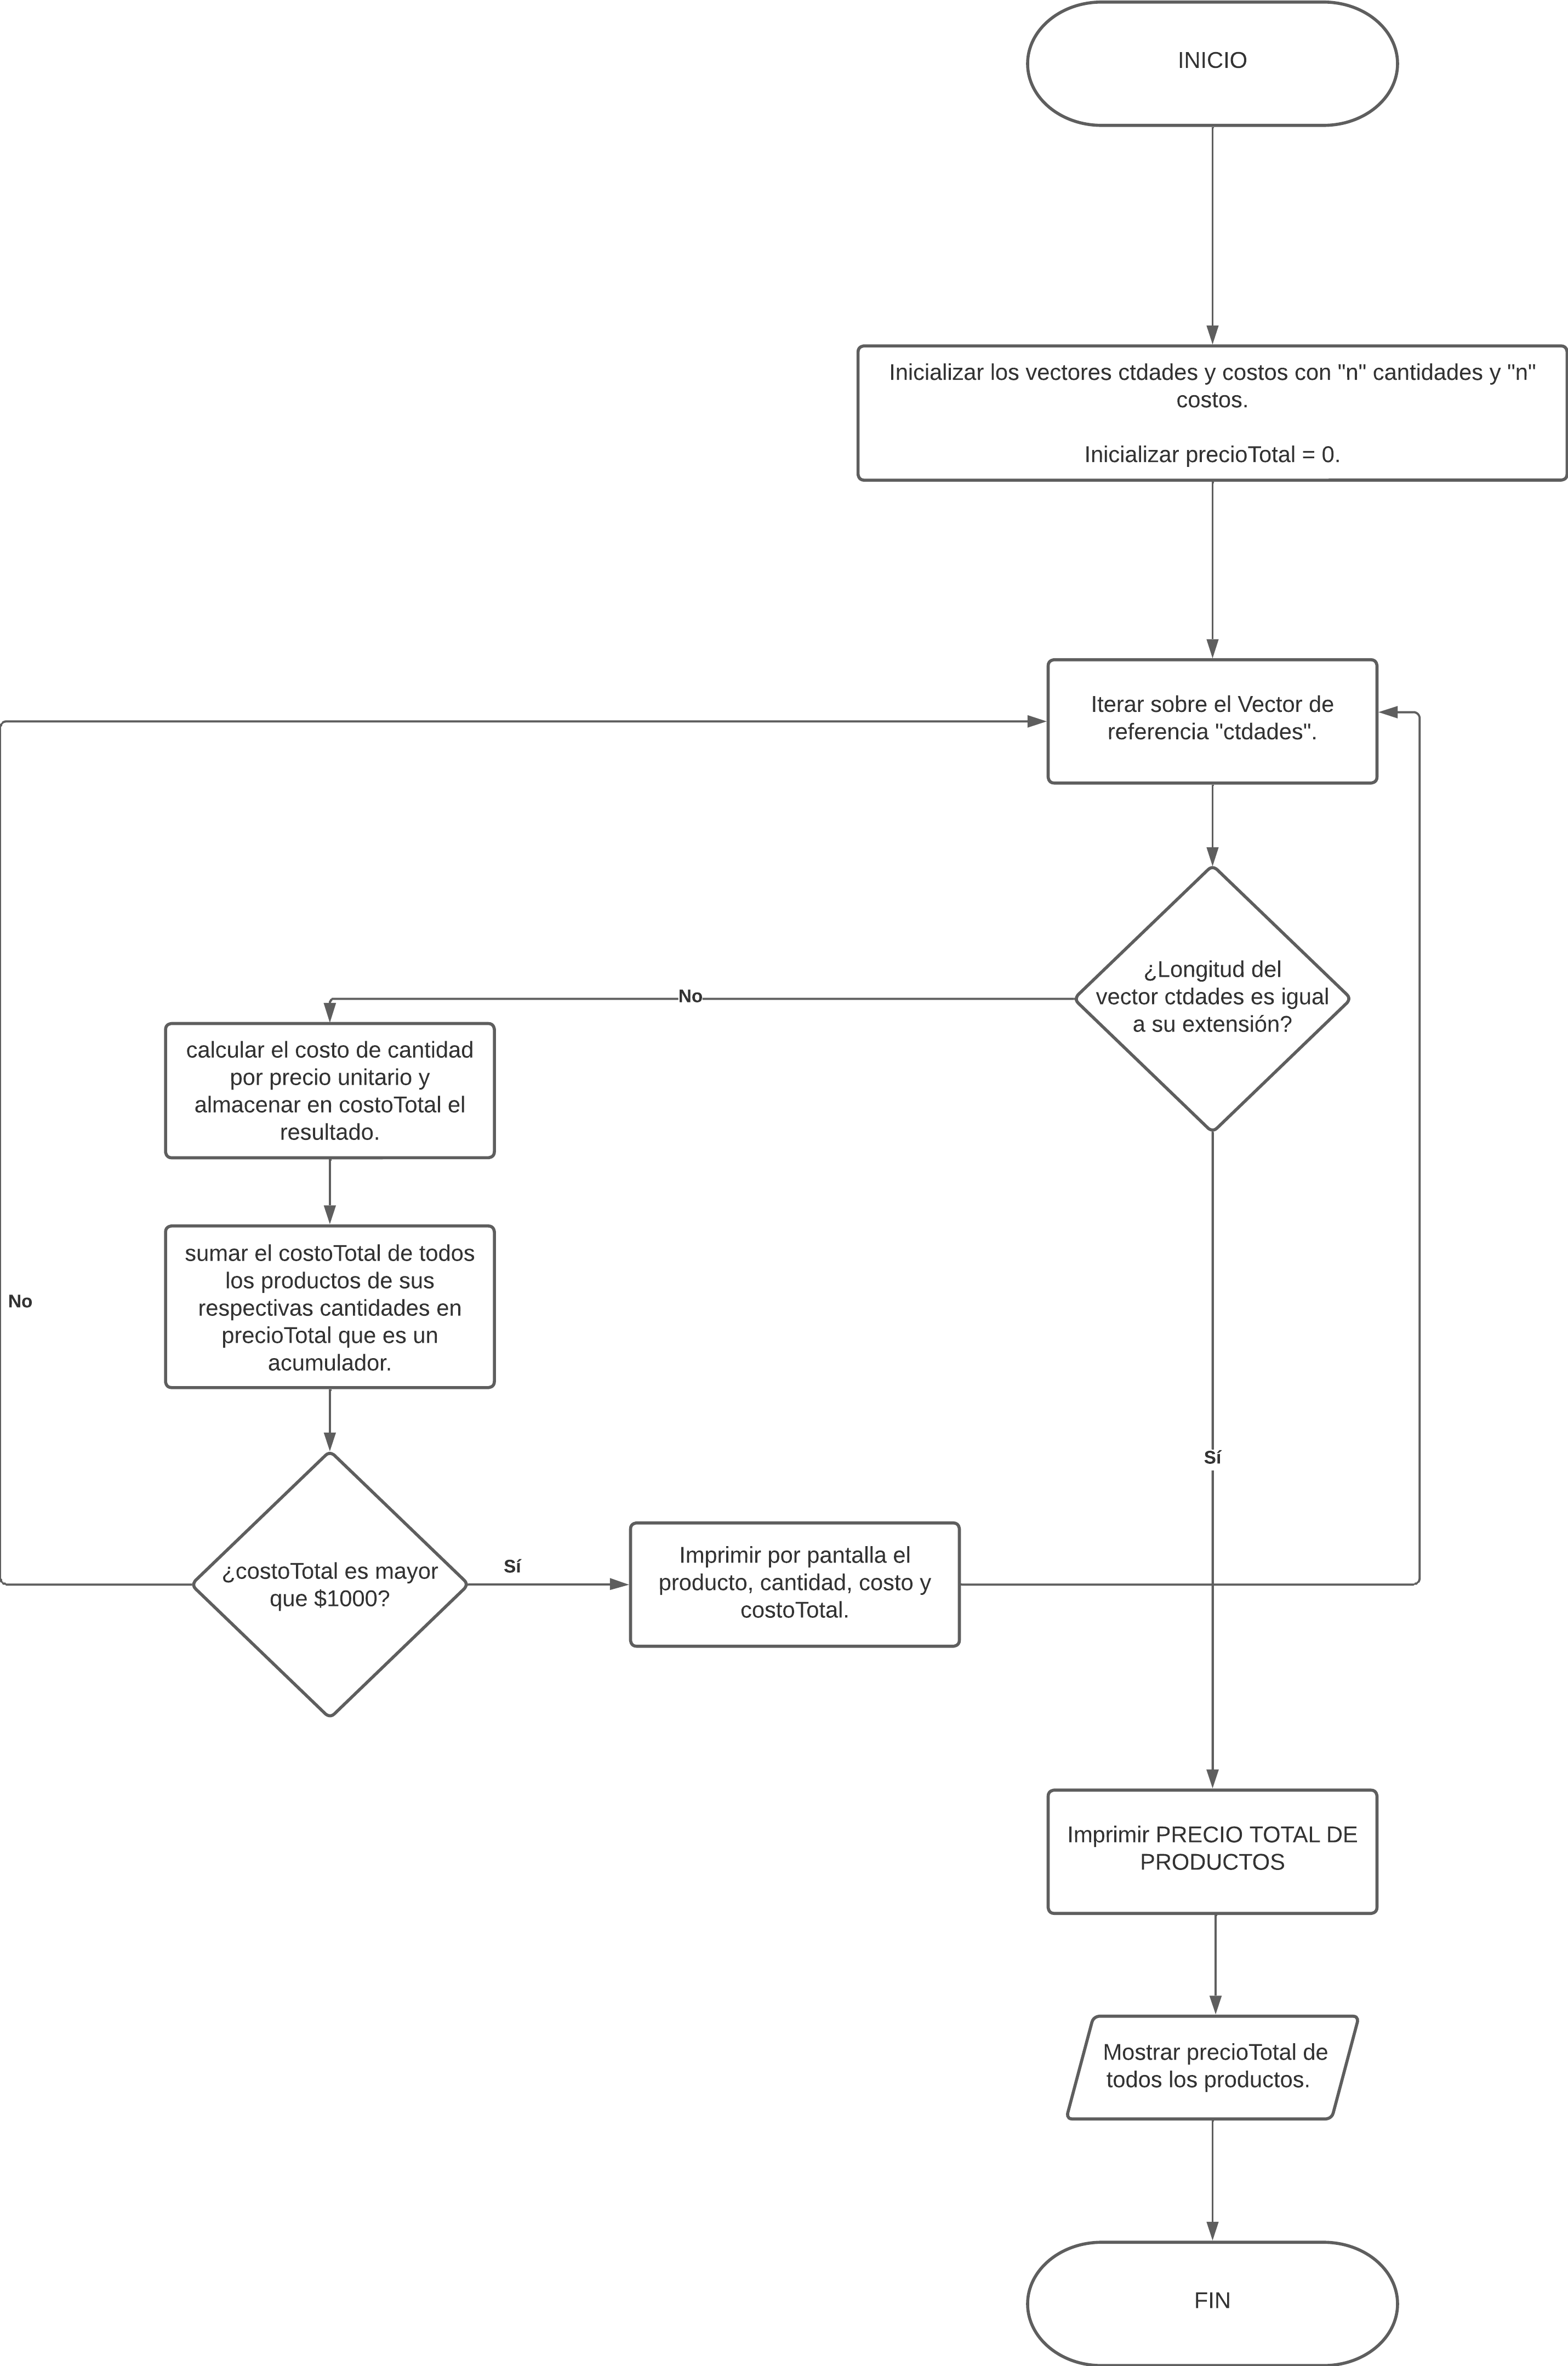 INICIO
Inicializar los vectores ctdades y costos con "n" cantidades y "n"
costos.
Inicializar precioTotal = 0.
Iterar sobre el Vector de
referencia "ctdades".
¿Longitud del
vector ctdades es igual
a su extensión?
No
calcular el costo de cantidad
por precio unitario y
almacenar en costoTotal el
resultado.
sumar el costoTotal de todos
los productos de sus
respectivas cantidades en
precioTotal que es un
acumulador.
No
¿costoTotal es mayor
que $1000?
Sí
Imprimir por pantalla el
producto, cantidad, costo y
costoTotal.
Sí
Imprimir PRECIO TOTAL DE
PRODUCTOS
Mostrar precioTotal de
todos los productos.
FIN